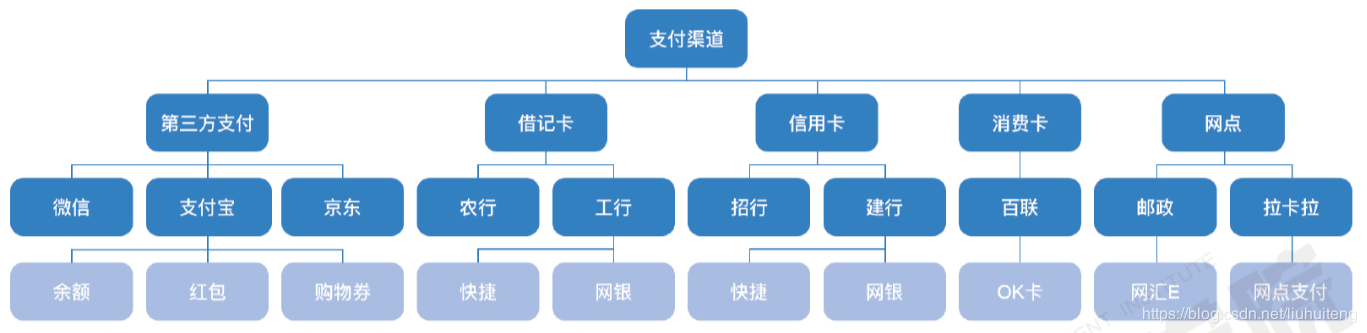 支付渠道
第三方支付 借记卡 信用卡 消费卡 网点
微信 支付宝 京东 农行 工行 招行 建行 百联 邮政 拉卡拉
余额 红包 购物券 快捷 网银 快捷 网银 OK卡 网汇E 网点支付
https://blog.csdn.net/liuhuiteng